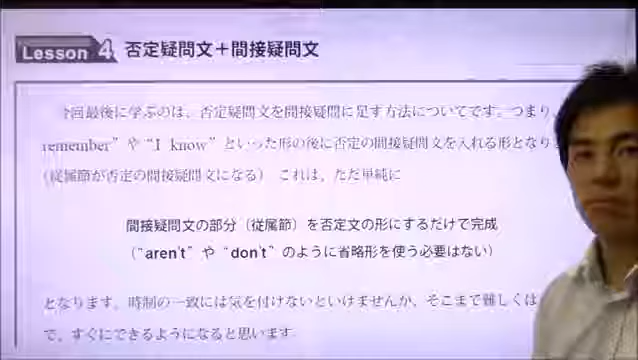 Lesson 4 否定疑問文＋間接疑問文
今回最後に学ぶのは、否定疑問文を間接疑問に足す方法についてです。つまり、
remember” や “I know” といった形の後に否定の間接疑問文を入れる形となり
(従属節が否定の間接疑問文になる) これは、ただ単純に
間接疑問文の部分（従属節）を否定文の形にするだけで完成
（“aren't” や “don't” のように省略形を使う必要はない）
となります。時制の一致には気を付けないといけませんが、そこまで難しくは
で、すぐにできるようになると思います。